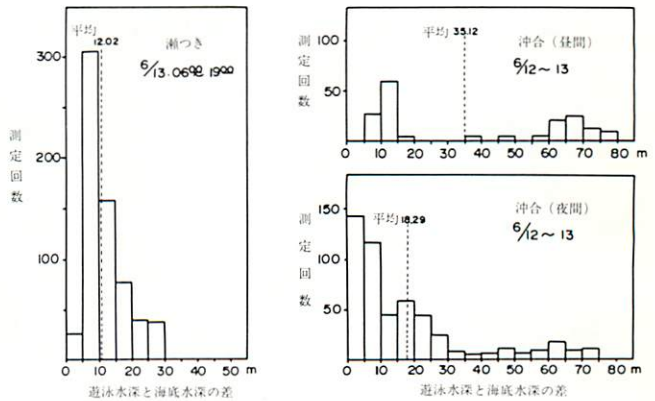 平均
12.02
瀬つき
6/13.06 00~19 00
測定回数
300
200
100
0 10 20 30 40 50 m
遊泳水深と海底水深の差
平均 35.12
沖合(昼間)
6/12~13
測定回数
100
50
0 10 20 30 40 50 60 70 80 m
平均 18.29
沖合(夜間)
6/12~13
測定回数
150
100
50
0 10 20 30 40 50 60 70 80 m
遊泳水深と海底水深の差